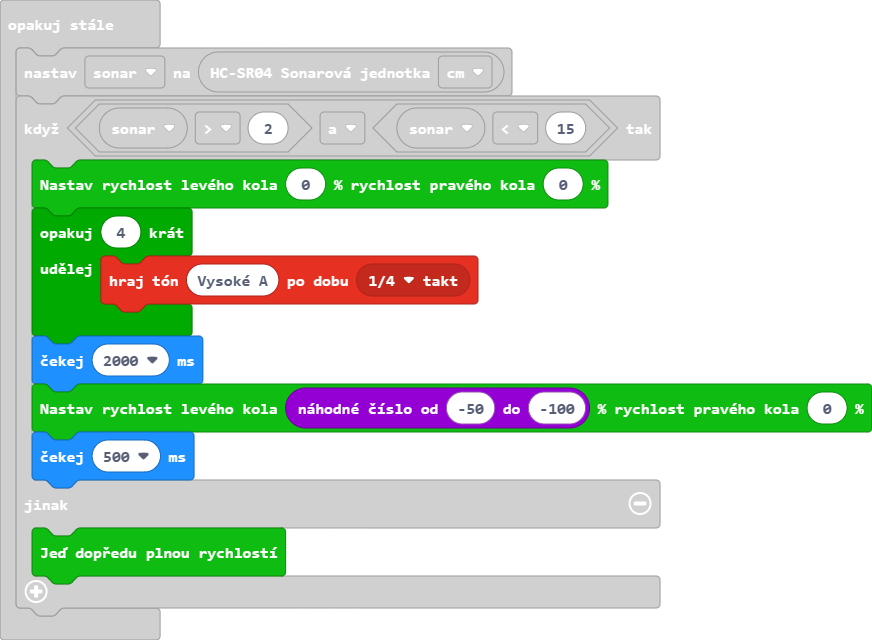 opakuj stále
nastav sonar na HC-SR04 Sonarová jednotka cm
když sonar > 2 a sonar < 15 tak
Nastav rychlost levého kola 0 % rychlost pravého kola 0 %
opakuj 4 krát
udělej hraj tón Vysoké A po dobu 1/4 takt
čekej 2000 ms
Nastav rychlost levého kola náhodné číslo od -50 do -100 % rychlost pravého kola 0 %
čekej 500 ms
jinak
Jeď dopředu plnou rychlostí